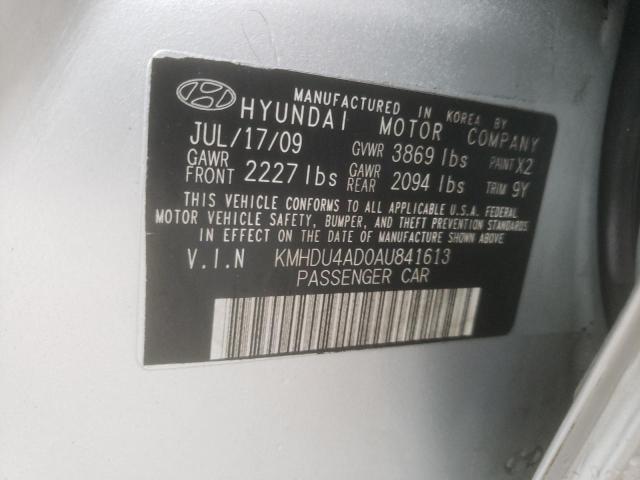 MANUFACTURED IN KOREA BY
HYUNDAI MOTOR COMPANY
JUL/17/09 GVWR 3869 lbs PAINT X2
GAWR FRONT 2227 lbs GAWR REAR 2094 lbs TRIM 9Y
THIS VEHICLE CONFORMS TO ALL APPLICABLE U.S.A. FEDERAL
MOTOR VEHICLE SAFETY, BUMPER, AND THEFT PREVENTION STANDARDS
IN EFFECT ON THE DATE OF MANUFACTURE SHOWN ABOVE
V.I.N KMHDU4AD0AU841613
PASSENGER CAR